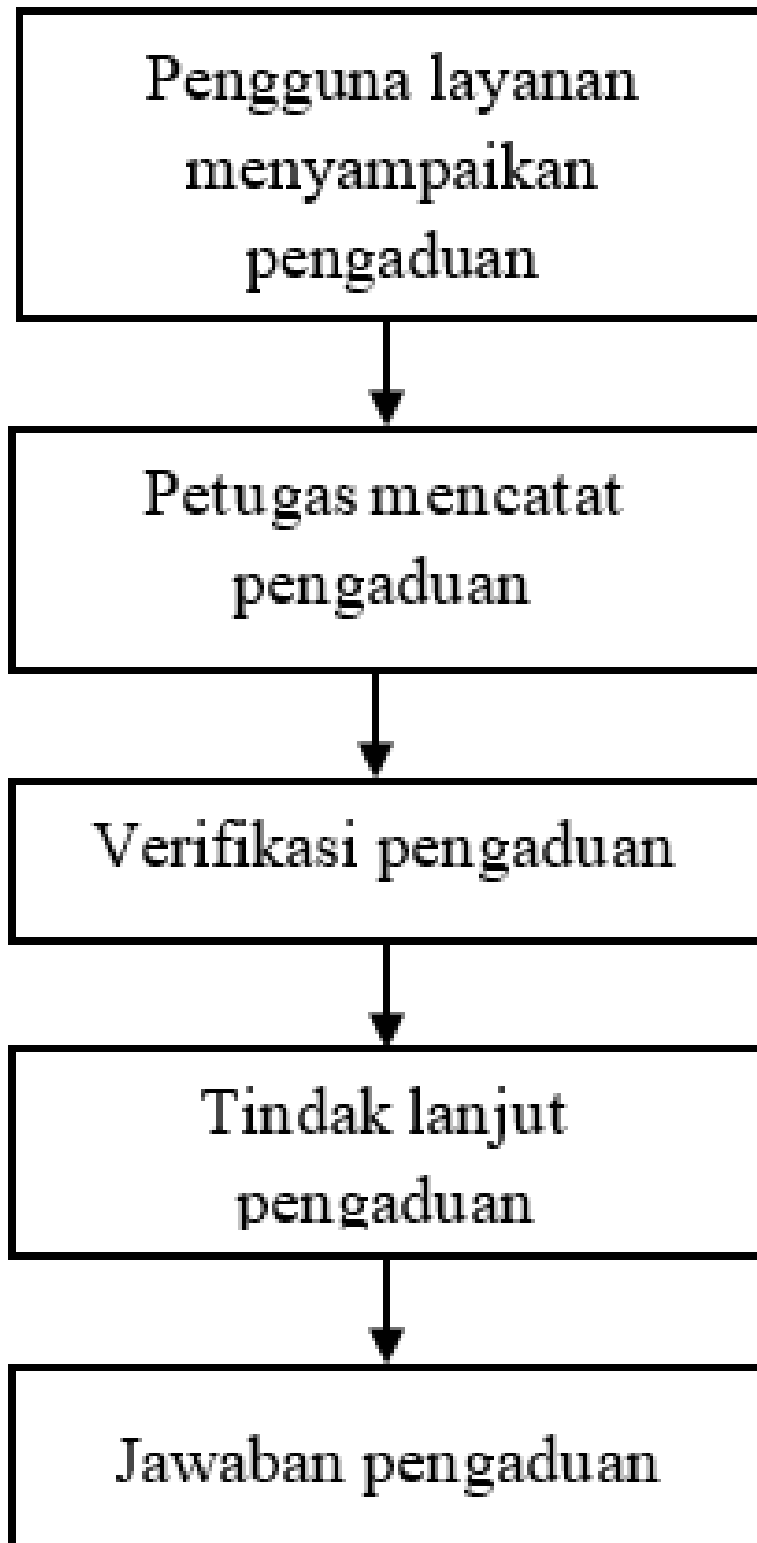 Pengguna layanan
menyampaikan
pengaduan
Petugas mencatat
pengaduan
Verifikasi pengaduan
Tindak lanjut
pengaduan
Jawaban pengaduan